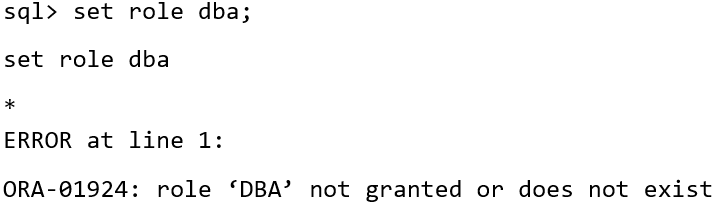 sql> set role dba;
set role dba
*
ERROR at line 1:
ORA-01924: role ‘DBA’ not granted or does not exist